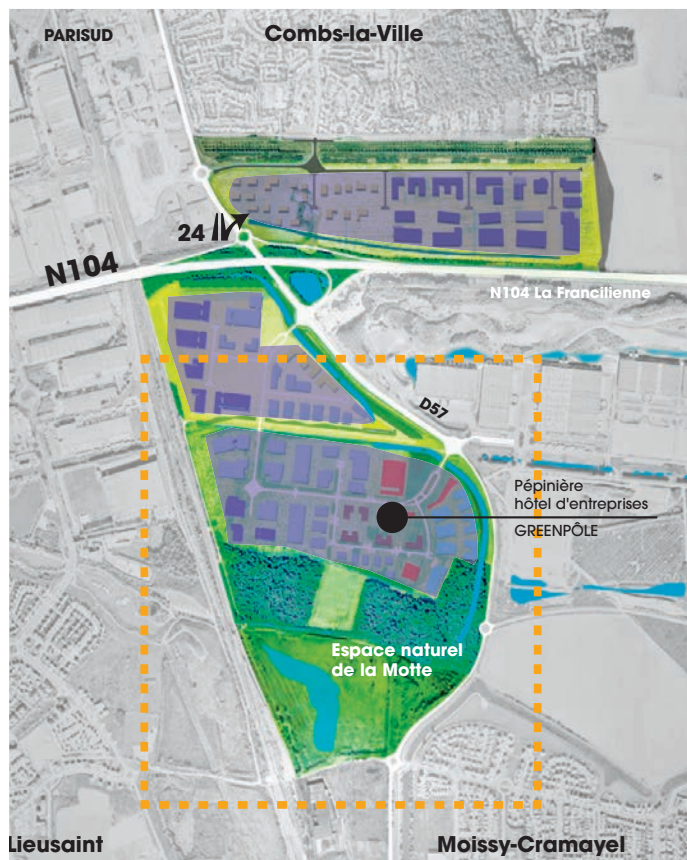 PARISUD
Combs-la-Ville
24
N104
N104 La Francilienne
D57
Pépinière
hôtel d'entreprises
GREENPÔLE
Espace naturel
de la Motte
Lieusaint
Moissy-Cramayel